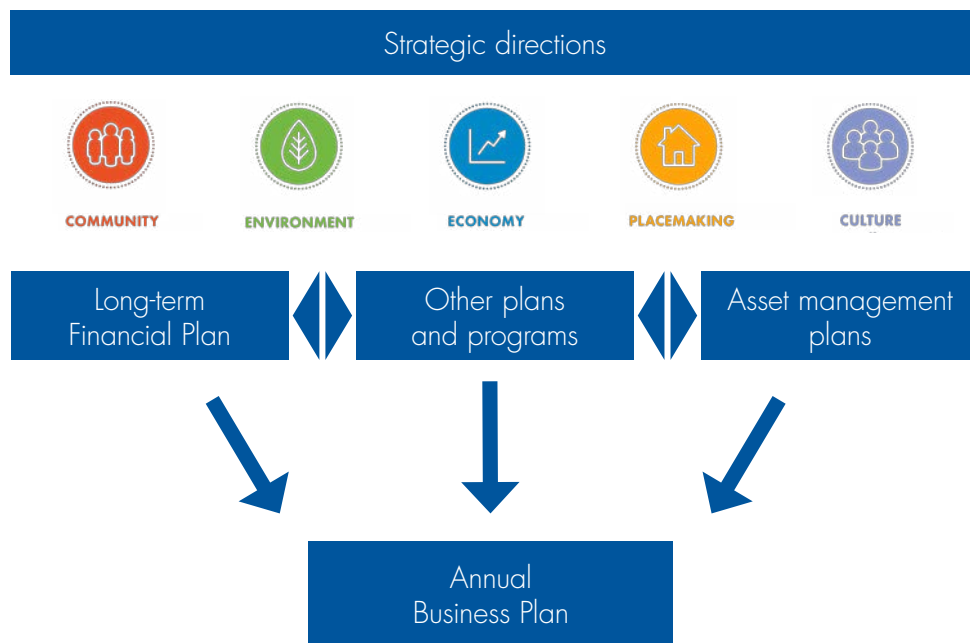 Strategic directions
COMMUNITY
ENVIRONMENT
ECONOMY
PLACEMAKING
CULTURE
Long-term
Financial Plan
Other plans
and programs
Asset management
plans
Annual
Business Plan